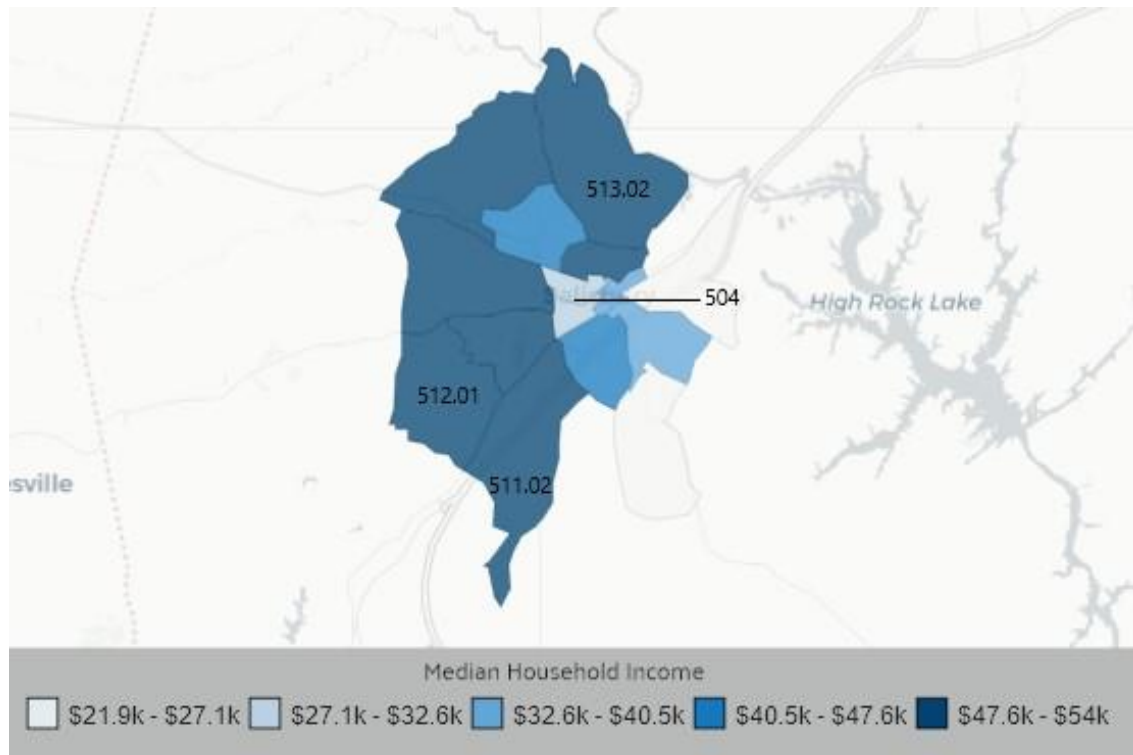 513.02
504
High Rock Lake
512.01
511.02
sville
Median Household Income
$21.9k - $27.1k $27.1k - $32.6k $32.6k - $40.5k $40.5k - $47.6k $47.6k - $54k